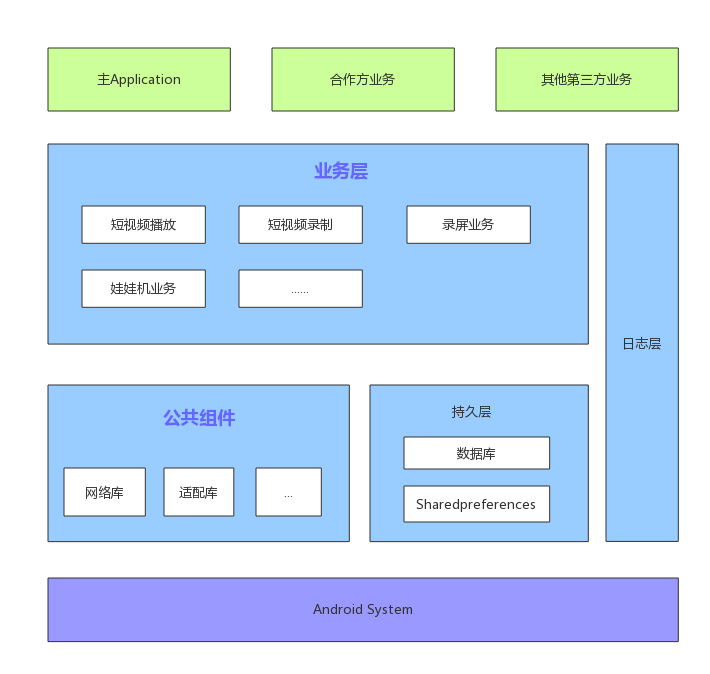 主Application
合作方业务
其他第三方业务
业务层
短视频播放
短视频录制
录屏业务
娃娃机业务
......
日志层
公共组件
网络库
适配库
...
持久层
数据库
Sharedpreferences
Android System